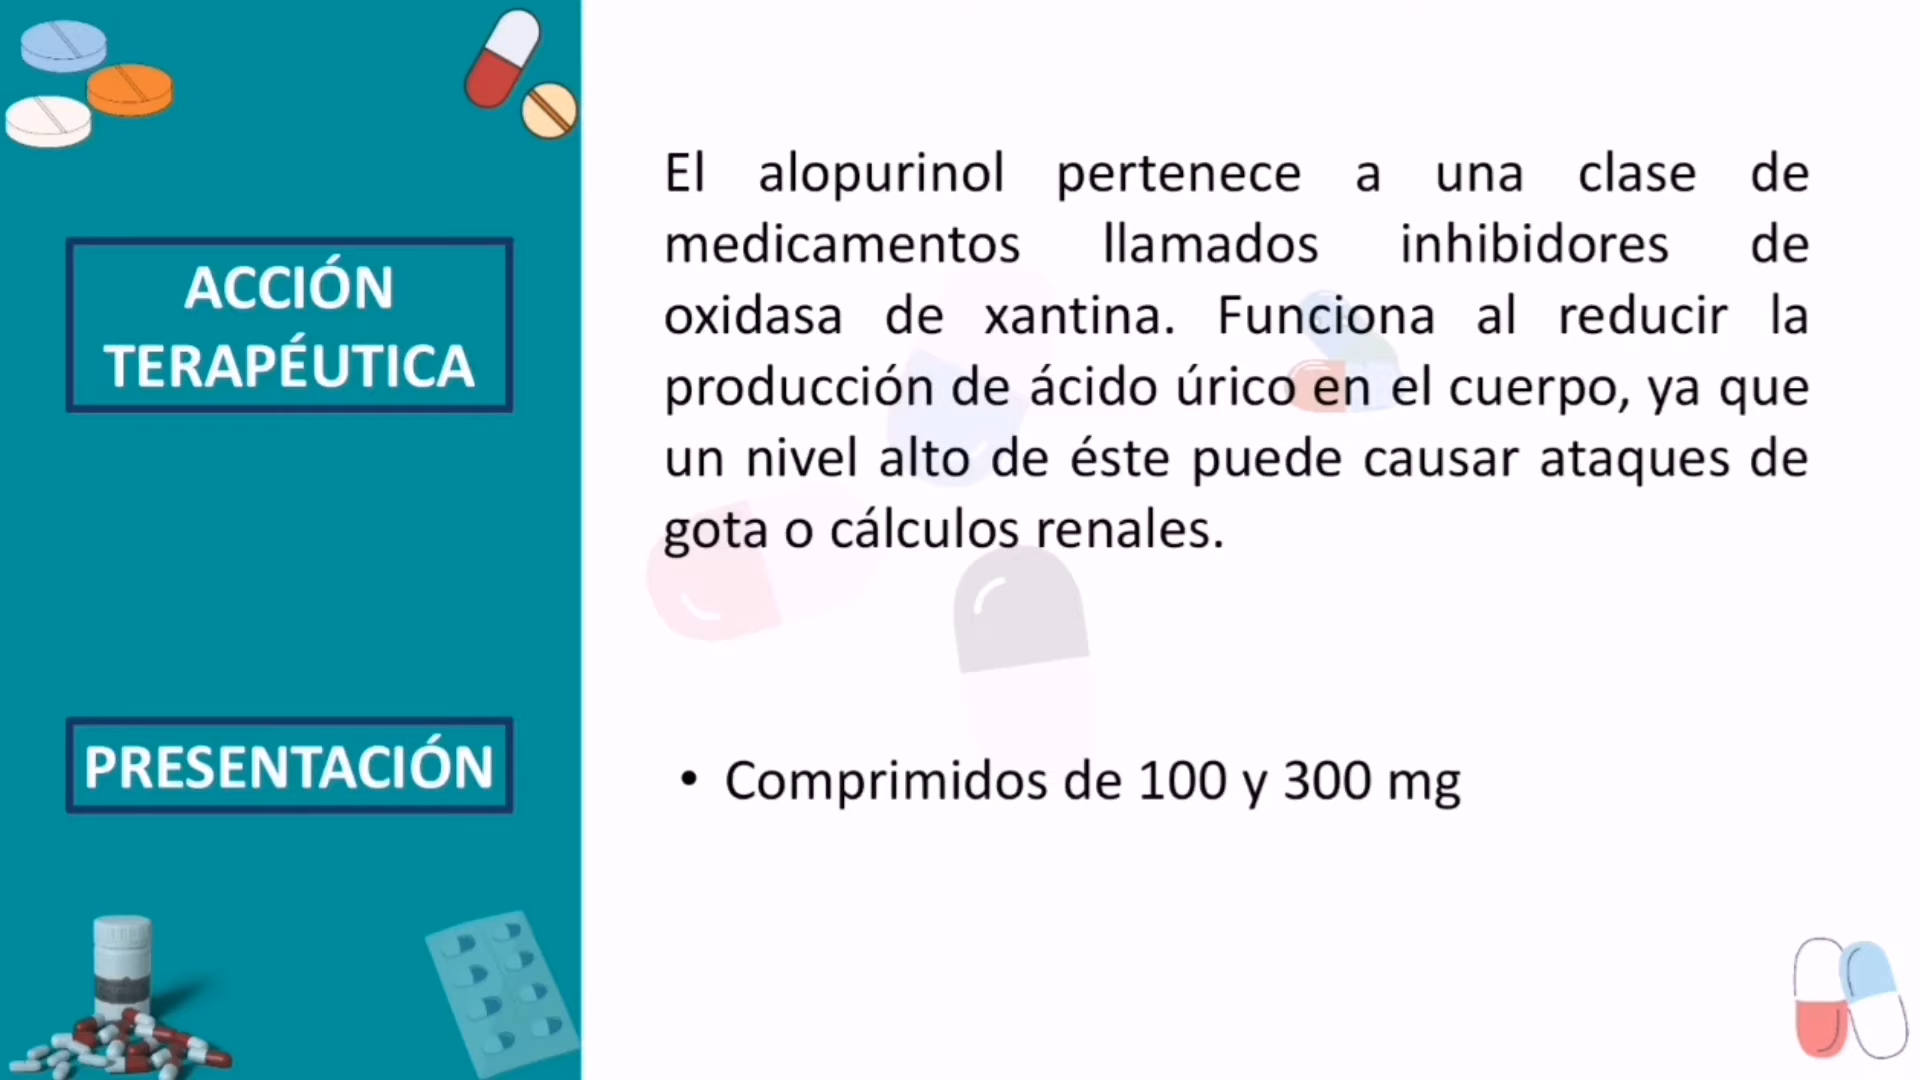 ACCIÓN
TERAPÉUTICA
El alopurinol pertenece a una clase de
medicamentos llamados inhibidores de
oxidasa de xantina. Funciona al reducir la
producción de ácido úrico en el cuerpo, ya que
un nivel alto de éste puede causar ataques de
gota o cálculos renales.
PRESENTACIÓN
• Comprimidos de 100 y 300 mg